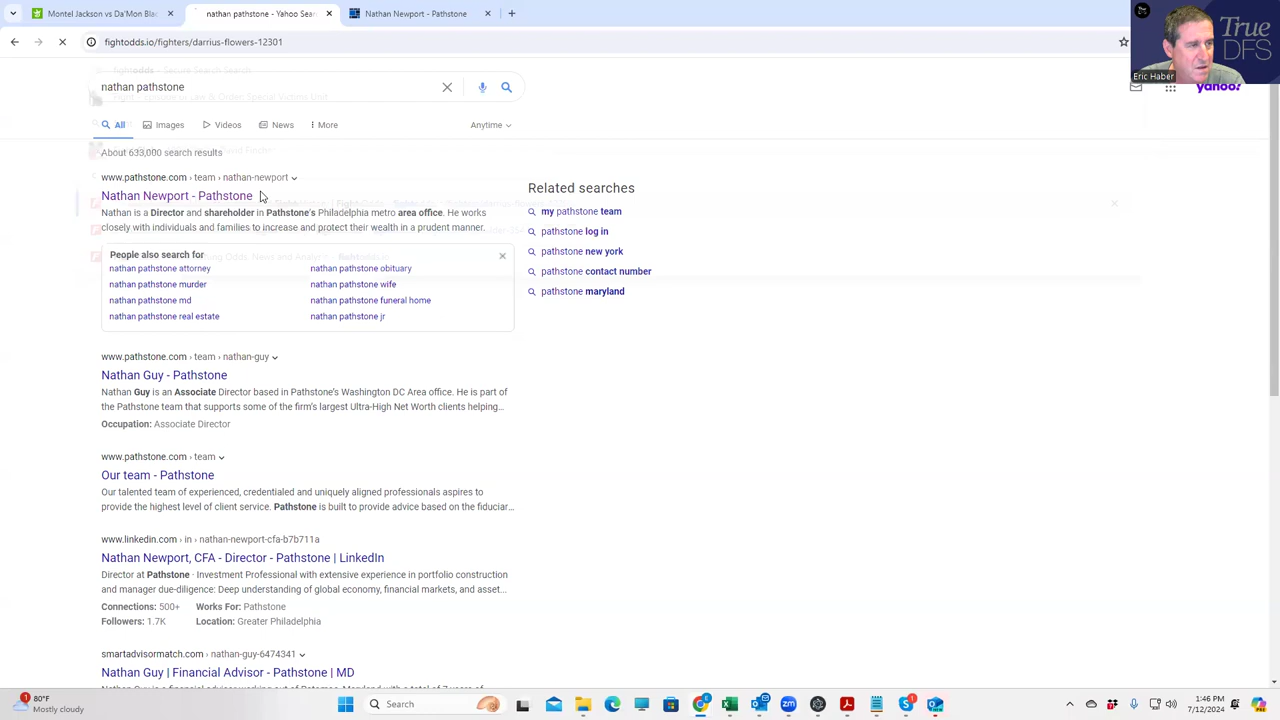 Montel Jackson vs Da'Mon Bla
nathan pathstone - Yahoo Sear
Nathan Newport - Pathstone
fightodds.io/fighters/darrius-flowers-12301
True
DFS
Eric Haber
yahoo!
nathan pathstone
All
Images
Videos
News
More
Anytime
About 633,000 search results
www.pathstone.com › team › nathan-newport
Nathan Newport - Pathstone
Nathan is a Director and shareholder in Pathstone's Philadelphia metro area office. He works
closely with individuals and families to increase and protect their wealth in a prudent manner.
People also search for
nathan pathstone attorney
nathan pathstone obituary
nathan pathstone murder
nathan pathstone wife
nathan pathstone md
nathan pathstone funeral home
nathan pathstone real estate
nathan pathstone jr
www.pathstone.com › team › nathan-guy
Nathan Guy - Pathstone
Nathan Guy is an Associate Director based in Pathstone's Washington DC Area office. He is part of
the Pathstone team that supports some of the firm's largest Ultra-High Net Worth clients helping...
Occupation: Associate Director
www.pathstone.com › team
Our team - Pathstone
Our talented team of experienced, credentialed and uniquely aligned professionals aspires to
provide the highest level of client service. Pathstone is built to provide advice based on the fiduciar...
www.linkedin.com › in › nathan-newport-cfa-b7b711a
Nathan Newport, CFA - Director - Pathstone | LinkedIn
Director at Pathstone · Investment Professional with extensive experience in portfolio construction
and manager due-diligence: Deep understanding of global economy, financial markets, and asset...
Connections: 500+ Works For: Pathstone
Followers: 1.7K Location: Greater Philadelphia
smartadvisormatch.com › nathan-guy-6474341
Nathan Guy | Financial Advisor - Pathstone | MD
Related searches
my pathstone team
pathstone log in
pathstone new york
pathstone contact number
pathstone maryland
80°F
Mostly cloudy
Search
1:46 PM
7/12/2024